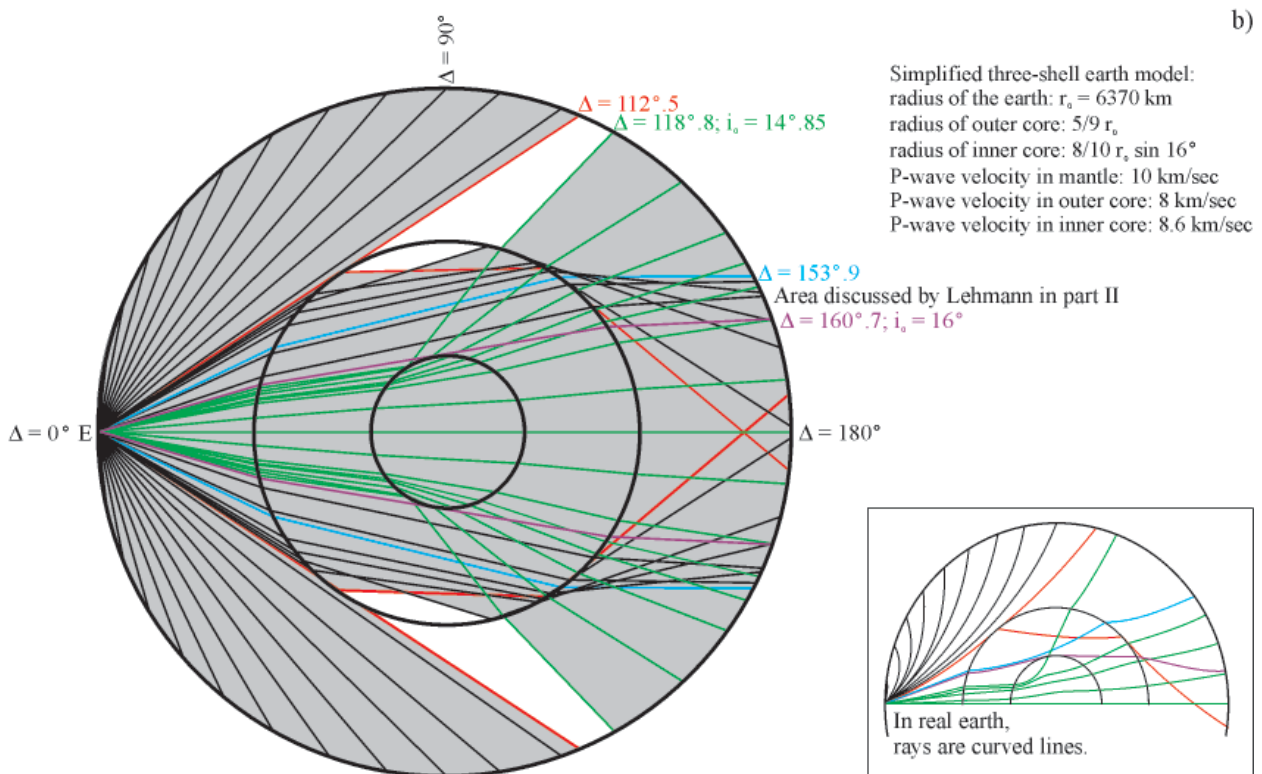 b)
Δ = 90°
Simplified three-shell earth model:
radius of the earth: r₀ = 6370 km
radius of outer core: 5/9 r₀
radius of inner core: 8/10 r₀ sin 16°
P-wave velocity in mantle: 10 km/sec
P-wave velocity in outer core: 8 km/sec
P-wave velocity in inner core: 8.6 km/sec
Δ = 112°.5
Δ = 118°.8; i₀ = 14°.85
Δ = 153°.9
Area discussed by Lehmann in part II
Δ = 160°.7; i₀ = 16°
Δ = 0° E
Δ = 180°
In real earth,
rays are curved lines.